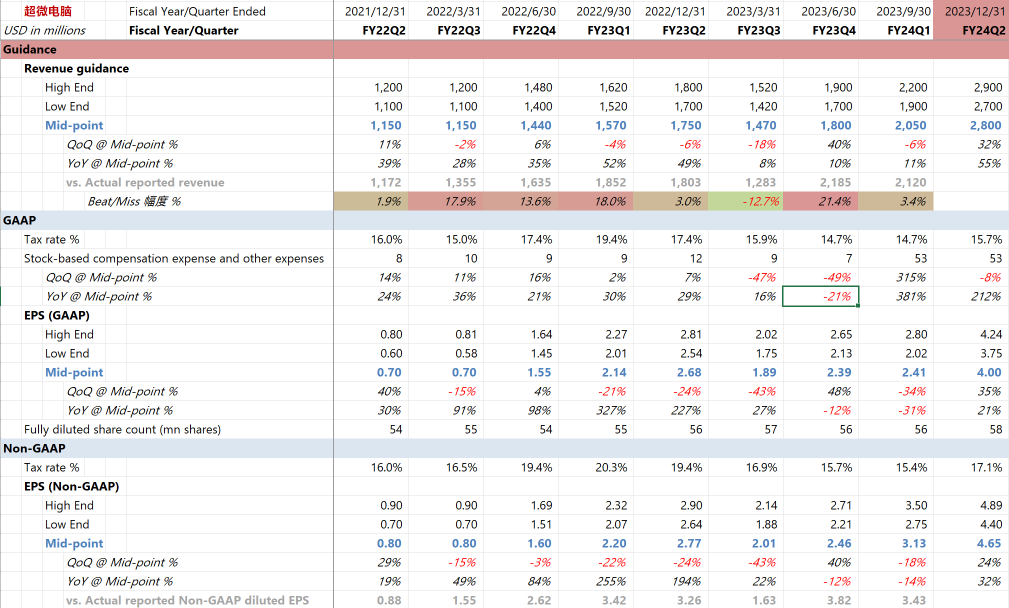 超微电脑 Fiscal Year/Quarter Ended 2021/12/31 2022/3/31 2022/6/30 2022/9/30 2022/12/31 2023/3/31 2023/6/30 2023/9/30 2023/12/31
USD in millions Fiscal Year/Quarter FY22Q2 FY22Q3 FY22Q4 FY23Q1 FY23Q2 FY23Q3 FY23Q4 FY24Q1 FY24Q2
Guidance
Revenue guidance
High End 1,200 1,200 1,480 1,620 1,800 1,520 1,900 2,200 2,900
Low End 1,100 1,100 1,400 1,520 1,700 1,420 1,700 1,900 2,700
Mid-point 1,150 1,150 1,440 1,570 1,750 1,470 1,800 2,050 2,800
QoQ @ Mid-point % 11% -2% 6% -4% -6% -18% 40% -6% 32%
YoY @ Mid-point % 39% 28% 35% 52% 49% 8% 10% 11% 55%
vs. Actual reported revenue 1,172 1,355 1,635 1,852 1,803 1,283 2,185 2,120
Beat/Miss 幅度 % 1.9% 17.9% 13.6% 18.0% 3.0% -12.7% 21.4% 3.4%
GAAP
Tax rate % 16.0% 15.0% 17.4% 19.4% 17.4% 15.9% 14.7% 14.7% 15.7%
Stock-based compensation expense and other expenses 8 10 9 9 12 9 7 53 53
QoQ @ Mid-point % 14% 11% 16% 2% 7% -47% -49% 315% -8%
YoY @ Mid-point % 24% 36% 21% 30% 29% 16% -21% 381% 212%
EPS (GAAP)
High End 0.80 0.81 1.64 2.27 2.81 2.02 2.65 2.80 4.24
Low End 0.60 0.58 1.45 2.01 2.54 1.75 2.13 2.02 3.75
Mid-point 0.70 0.70 1.55 2.14 2.68 1.89 2.39 2.41 4.00
QoQ @ Mid-point % 40% -15% 4% -21% -24% -43% 48% -34% 35%
YoY @ Mid-point % 30% 91% 98% 327% 227% 27% -12% -31% 21%
Fully diluted share count (mn shares) 54 55 54 55 56 57 56 56 58
Non-GAAP
Tax rate % 16.0% 16.5% 19.4% 20.3% 19.4% 16.9% 15.7% 15.4% 17.1%
EPS (Non-GAAP)
High End 0.90 0.90 1.69 2.32 2.90 2.14 2.71 3.50 4.89
Low End 0.70 0.70 1.51 2.07 2.64 1.88 2.21 2.75 4.40
Mid-point 0.80 0.80 1.60 2.20 2.77 2.01 2.46 3.13 4.65
QoQ @ Mid-point % 29% -15% -3% -22% -24% -43% 40% -18% 24%
YoY @ Mid-point % 19% 49% 84% 255% 194% 22% -12% -14% 32%
vs. Actual reported Non-GAAP diluted EPS 0.88 1.55 2.62 3.42 3.26 1.63 3.82 3.43